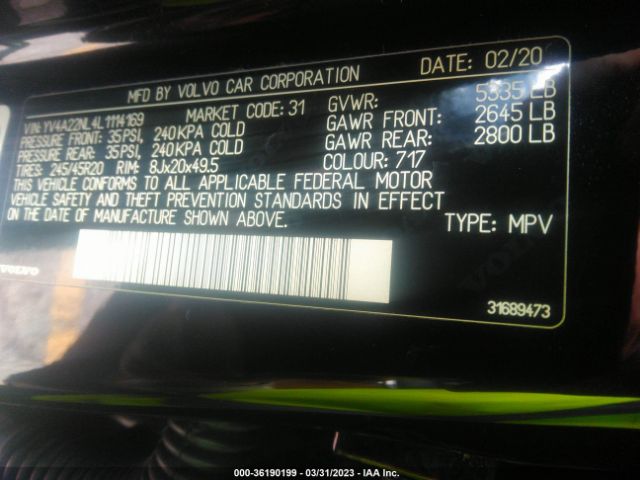 MFD BY VOLVO CAR CORPORATION DATE: 02/20
VIN: YV4A22NL4L1114169 MARKET CODE: 31 GVWR: 5335 LB
PRESSURE FRONT: 35PSI, 240KPA COLD GAWR FRONT: 2645 LB
PRESSURE REAR: 35PSI, 240KPA COLD GAWR REAR: 2800 LB
TIRES: 245/45R20 RIM: 8Jx20x49.5 COLOUR: 717
THIS VEHICLE CONFORMS TO ALL APPLICABLE FEDERAL MOTOR
VEHICLE SAFETY AND THEFT PREVENTION STANDARDS IN EFFECT
ON THE DATE OF MANUFACTURE SHOWN ABOVE. TYPE: MPV
VOLVO
31689473
000-36190199 - 03/31/2023 - IAA Inc.